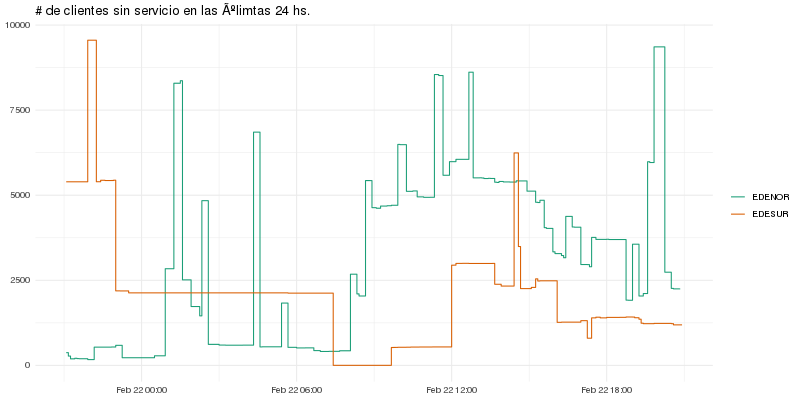 # de clientes sin servicio en las Ãºlimtas 24 hs.
10000
7500
5000
2500
0
Feb 22 00:00
Feb 22 06:00
Feb 22 12:00
Feb 22 18:00
EDENOR
EDESUR